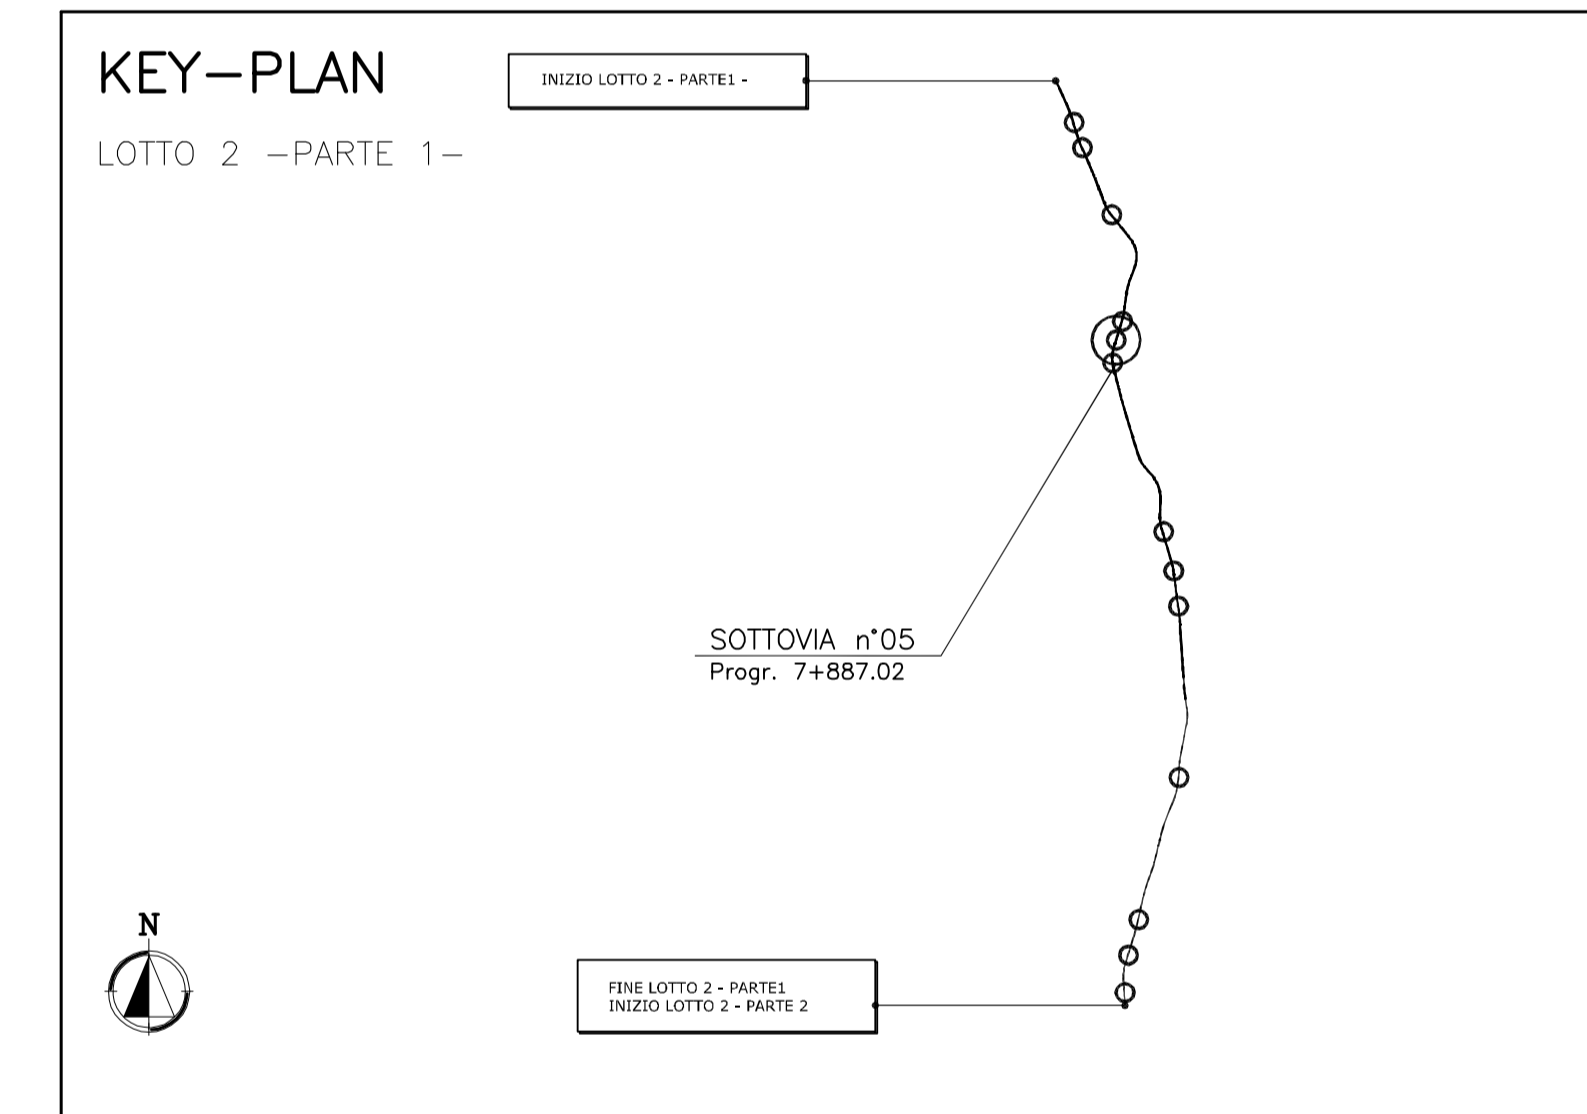 KEY-PLAN
LOTTO 2 -PARTE 1-
INIZIO LOTTO 2 - PARTE1 -
SOTTOVIA n°05
Progr. 7+887.02
N
FINE LOTTO 2 - PARTE1
INIZIO LOTTO 2 - PARTE 2